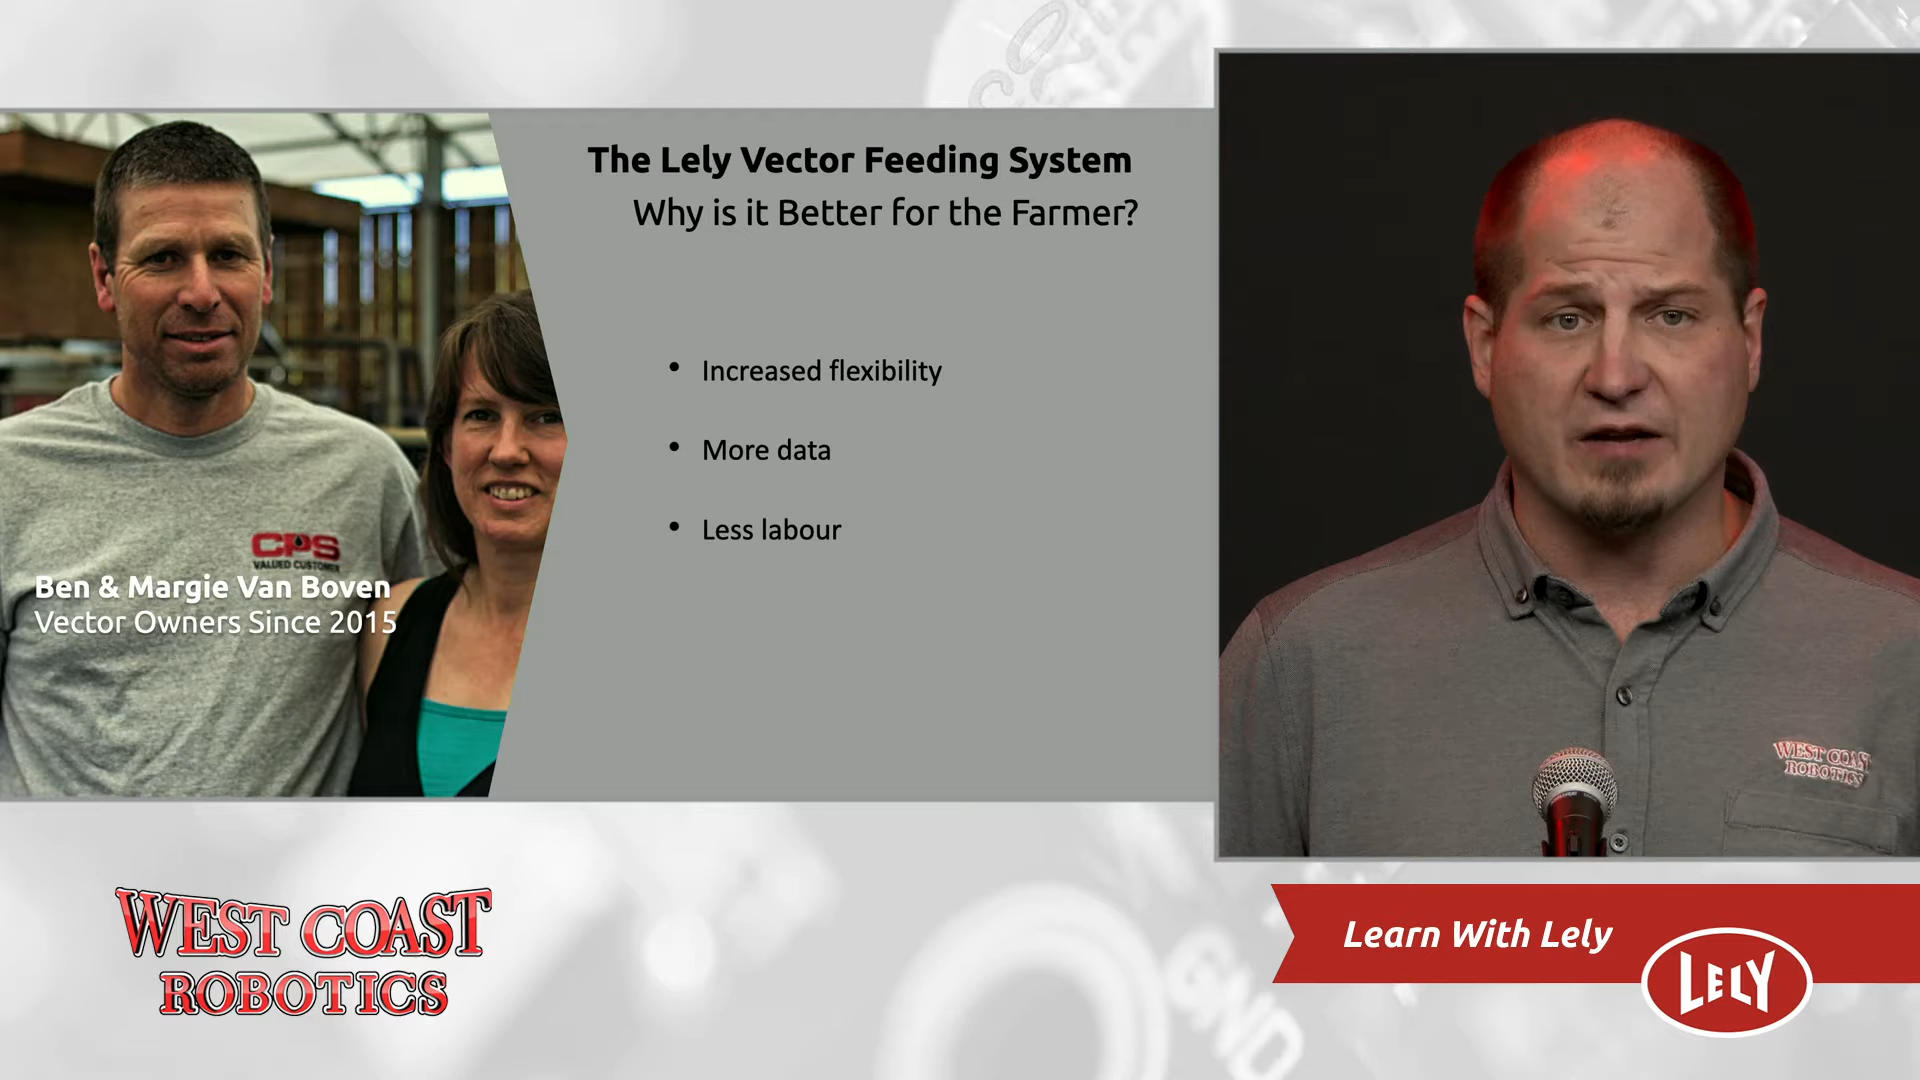 The Lely Vector Feeding System
Why is it Better for the Farmer?
• Increased flexibility
• More data
• Less labour
CPS
VALUED CUSTOMER
Ben & Margie Van Boven
Vector Owners Since 2015
WEST COAST
ROBOTICS
WEST COAST
ROBOTICS
Learn With Lely
LELY
GND